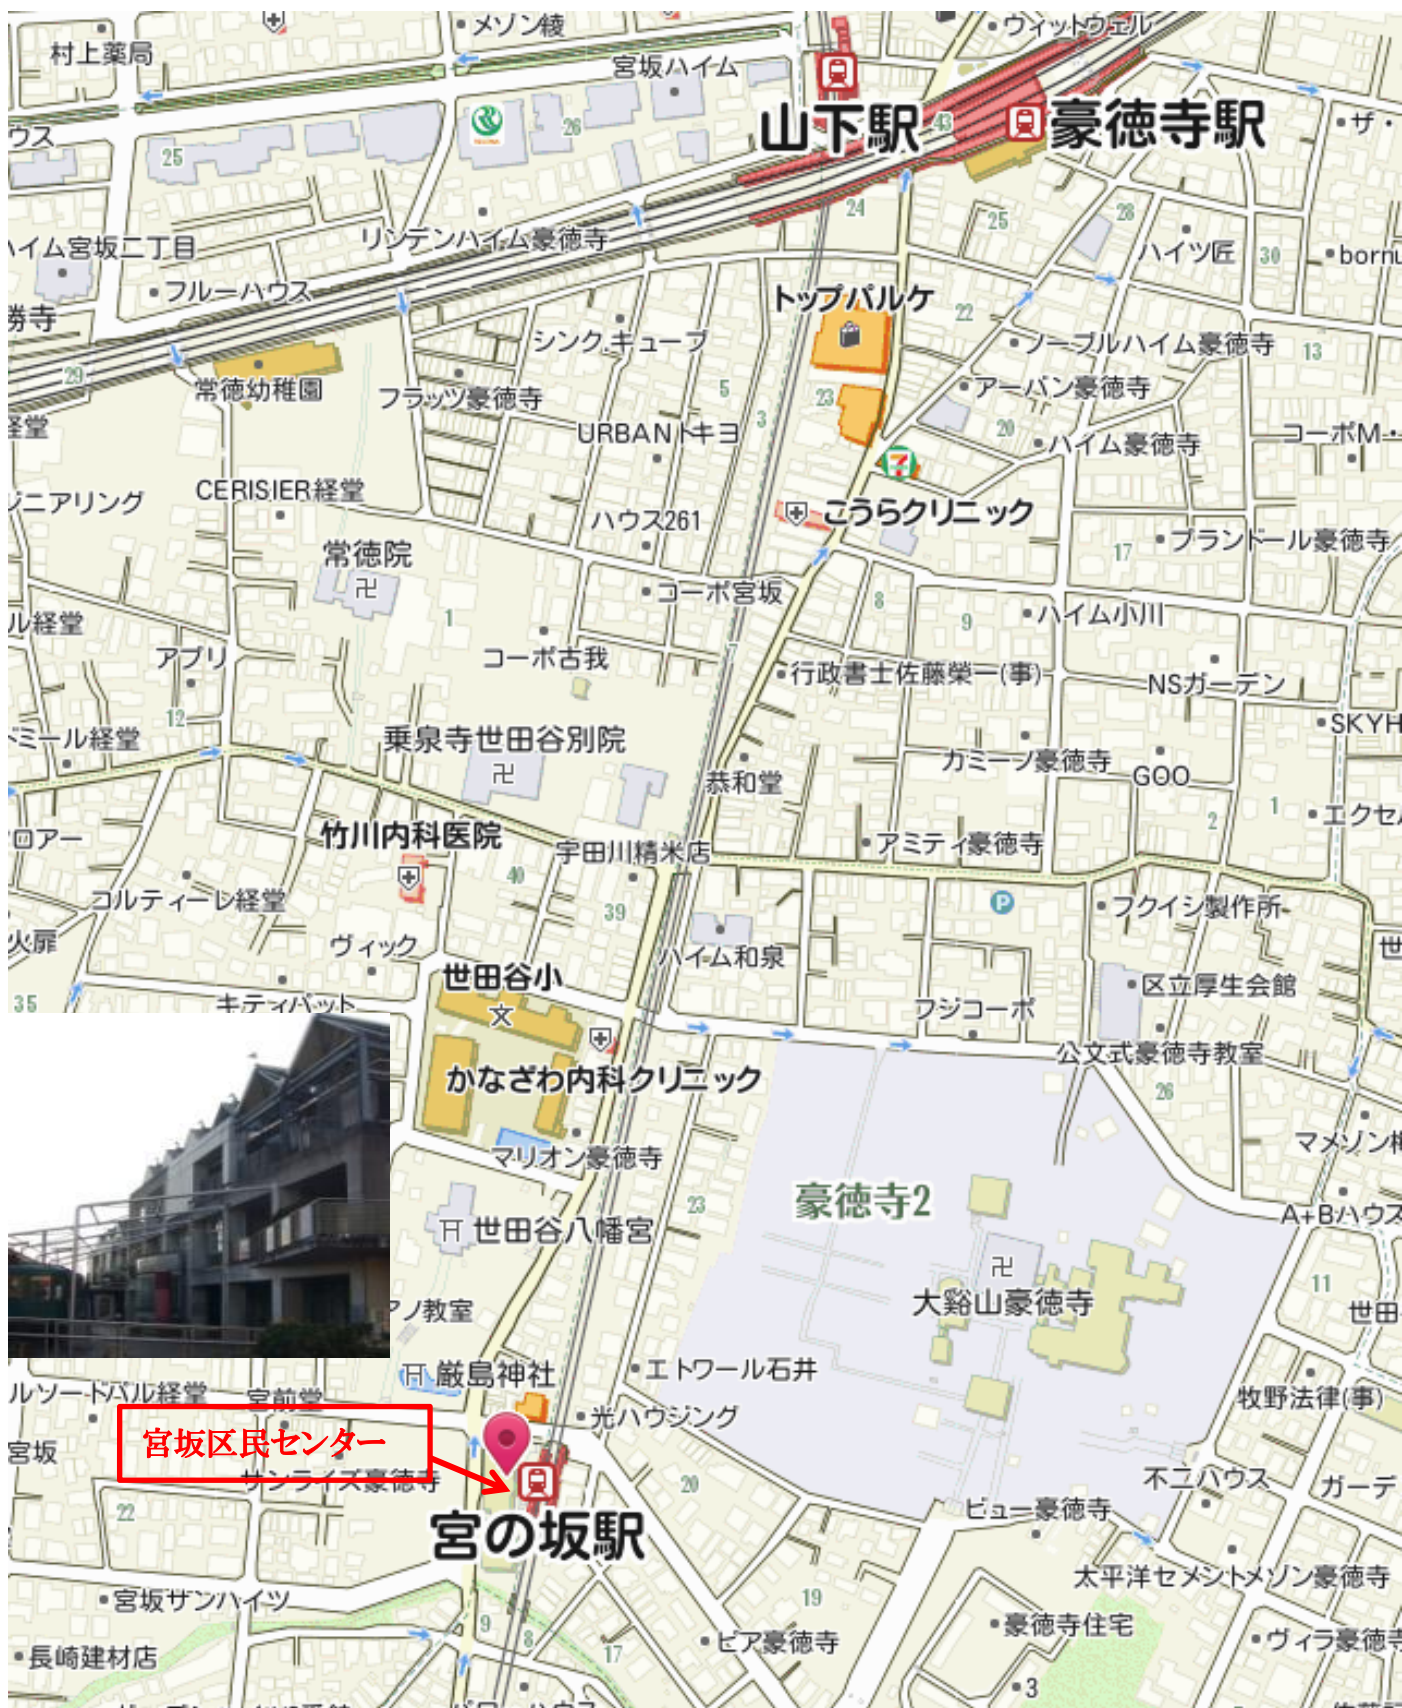 メゾン綾
ウィットウェル
村上薬局
宮坂ハイム
山下駅
豪徳寺駅
43
ザ・
ウス
25
26
24
25
28
リンデンハイム豪徳寺
ハイム宮坂二丁目
ハイツ匠
30
bornu
フルーハウス
トップパルケ
勝寺
22
シンク.キューブ
ノーブルハイム豪徳寺
13
29
常徳幼稚園
フラッツ豪徳寺
5
3
23
アーバン豪徳寺
経堂
URBANトキヨ
20
ハイム豪徳寺
コーポM・
CERISIER経堂
ジニアリング
ハウス261
こうらクリニック
常徳院
17
ブランドール豪徳寺
コーポ宮坂
8
9
ハイム小川
1
ル経堂
アプリ
コーポ古我
7
行政書士佐藤榮一(事)
NSガーデン
12
SKYH
ドミール経堂
乗泉寺世田谷別院
恭和堂
カミーノ豪徳寺
GOO
1
2
エクセ
ロアー
竹川内科医院
宇田川精米店
アミティ豪徳寺
コルティーレ経堂
40
39
P
フクイシ製作所
火扉
ヴィック
ハイム和泉
世
世田谷小
区立厚生会館
35
キティパット
フジコーポ
公文式豪徳寺教室
かなざわ内科クリニック
26
マリオン豪徳寺
マメゾン梅
豪徳寺2
23
A+Bハウス
世田谷八幡宮
大谿山豪徳寺
11
アノ教室
世田
厳島神社
エトワール石井
ルソードパル経堂
宮前堂
牧野法律(事)
光ハウジング
宮坂区民センター
宮坂
サンライズ豪徳寺
20
不二ハウス
ガーデ
22
宮の坂駅
ビュー豪徳寺
太平洋セメントメゾン豪徳寺
宮坂サンハイツ
19
9
8
17
豪徳寺住宅
長崎建材店
ピア豪徳寺
ヴィラ豪徳寺
3